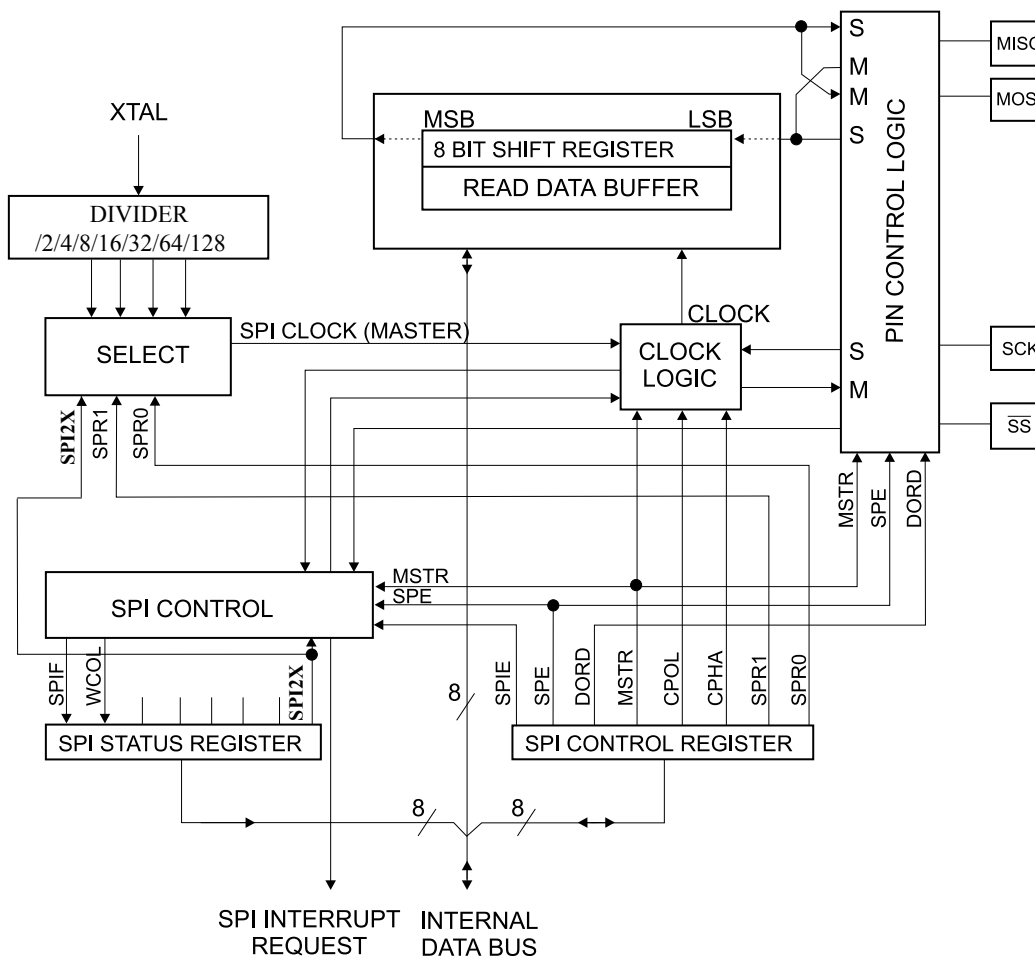 S
MISO
M
XTAL
M
MOSI
MSB
LSB
S
8 BIT SHIFT REGISTER
READ DATA BUFFER
DIVIDER
/2/4/8/16/32/64/128
PIN CONTROL LOGIC
SPI CLOCK (MASTER)
CLOCK
SELECT
CLOCK
LOGIC
S
SCK
M
SPI2X
SPR1
SPR0
SS
MSTR
SPE
DORD
MSTR
SPE
SPI CONTROL
SPIF
WCOL
SPI2X
SPIE
SPE
DORD
MSTR
CPOL
CPHA
SPR1
SPR0
8
SPI STATUS REGISTER
SPI CONTROL REGISTER
8
8
SPI INTERRUPT
REQUEST
INTERNAL
DATA BUS